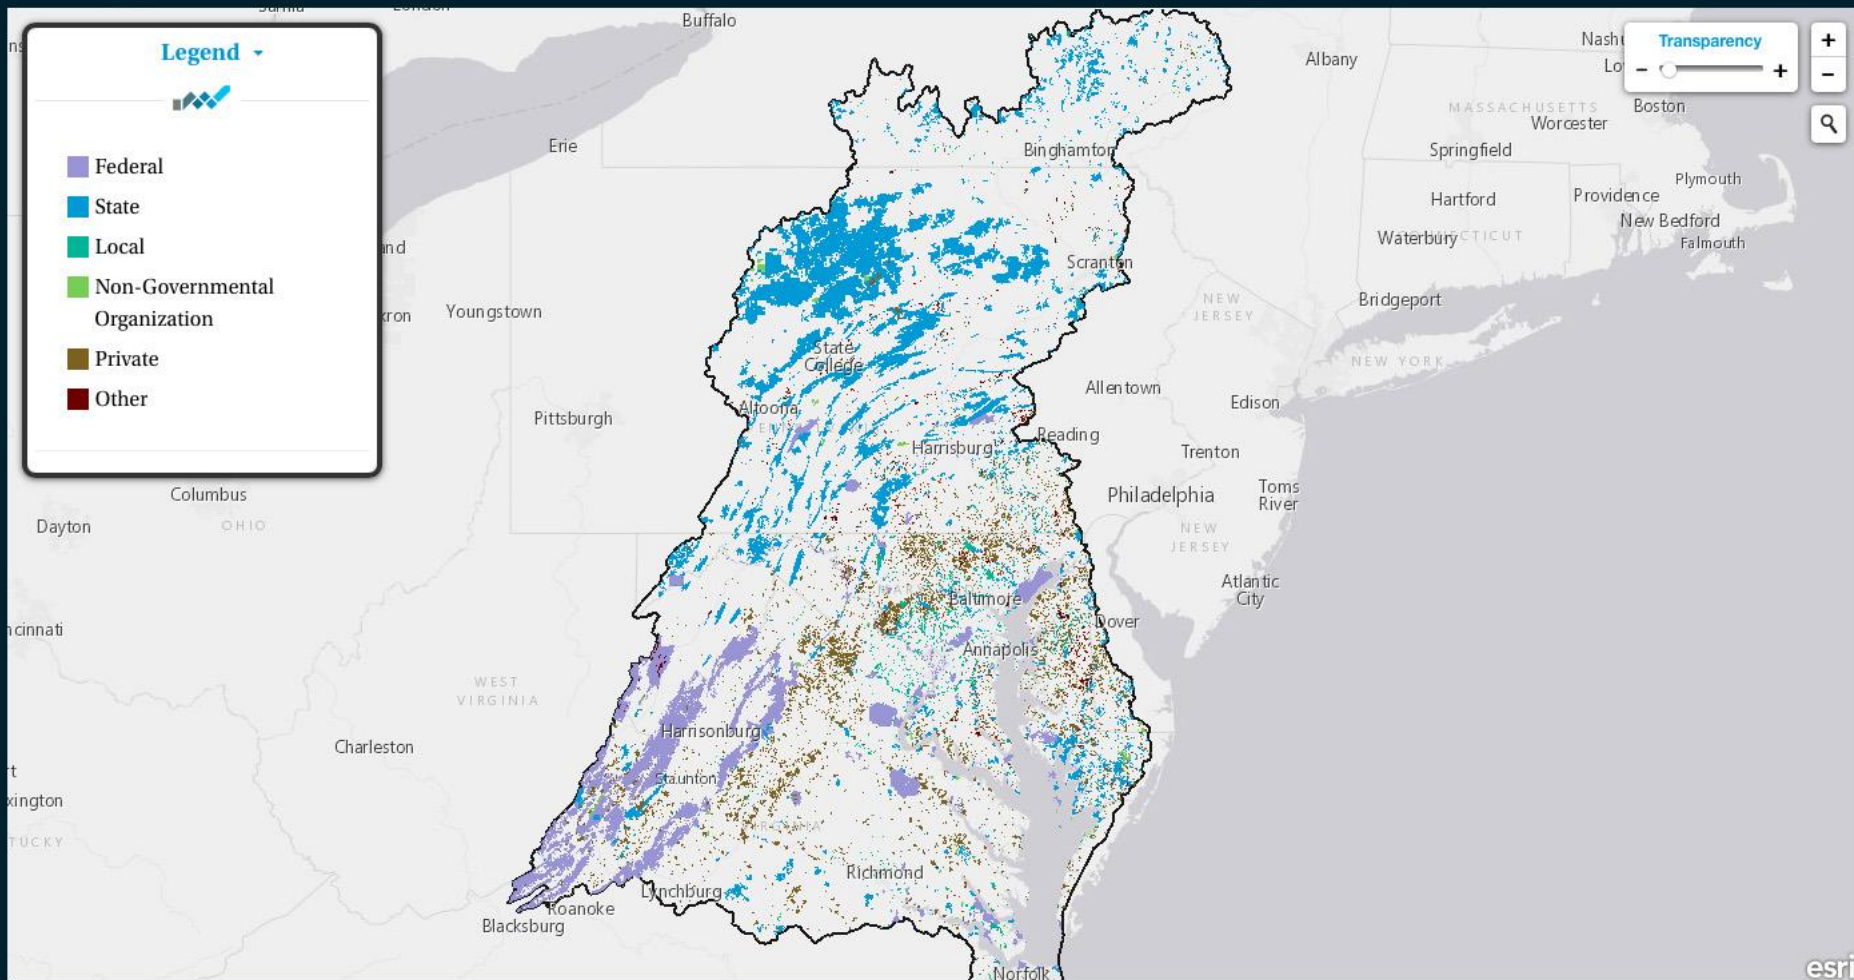 Legend
Federal
State
Local
Non-Governmental
Organization
Private
Other
Transparency
Buffalo
Albany
Boston
MASSACHUSETTS
Worcester
Erie
Binghamton
Springfield
Plymouth
Hartford
Providence
New Bedford
Waterbury
Falmouth
Scranton
Bridgeport
NEW
JERSEY
Youngstown
State
College
NEW YORK
Allentown
Edison
Altoona
Pittsburgh
Reading
Harrisburg
Trenton
Columbus
Philadelphia
Toms
River
Dayton
OHIO
NEW
JERSEY
Atlantic
City
Baltimore
Dover
Annapolis
WEST
VIRGINIA
Harrisonburg
Charleston
Staunton
VIRGINIA
Richmond
Lynchburg
Roanoke
Blacksburg
Norfolk
esri